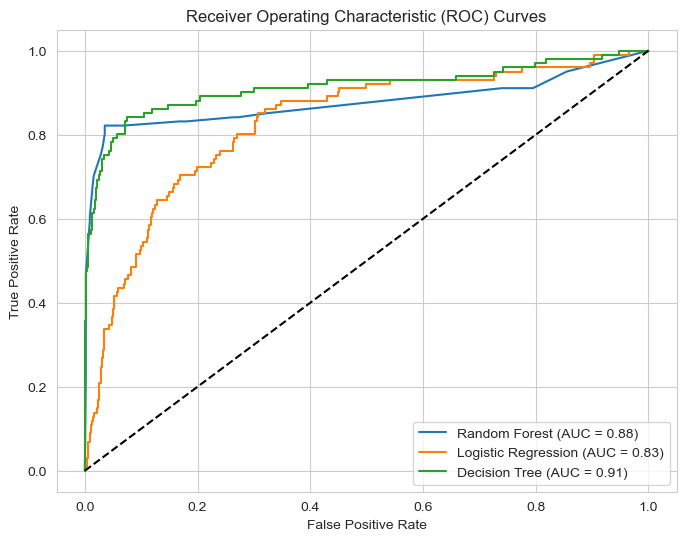 Receiver Operating Characteristic (ROC) Curves
1.0
0.8
0.6
0.4
0.2
0.0
True Positive Rate
0.0 0.2 0.4 0.6 0.8 1.0
False Positive Rate
Random Forest (AUC = 0.88)
Logistic Regression (AUC = 0.83)
Decision Tree (AUC = 0.91)